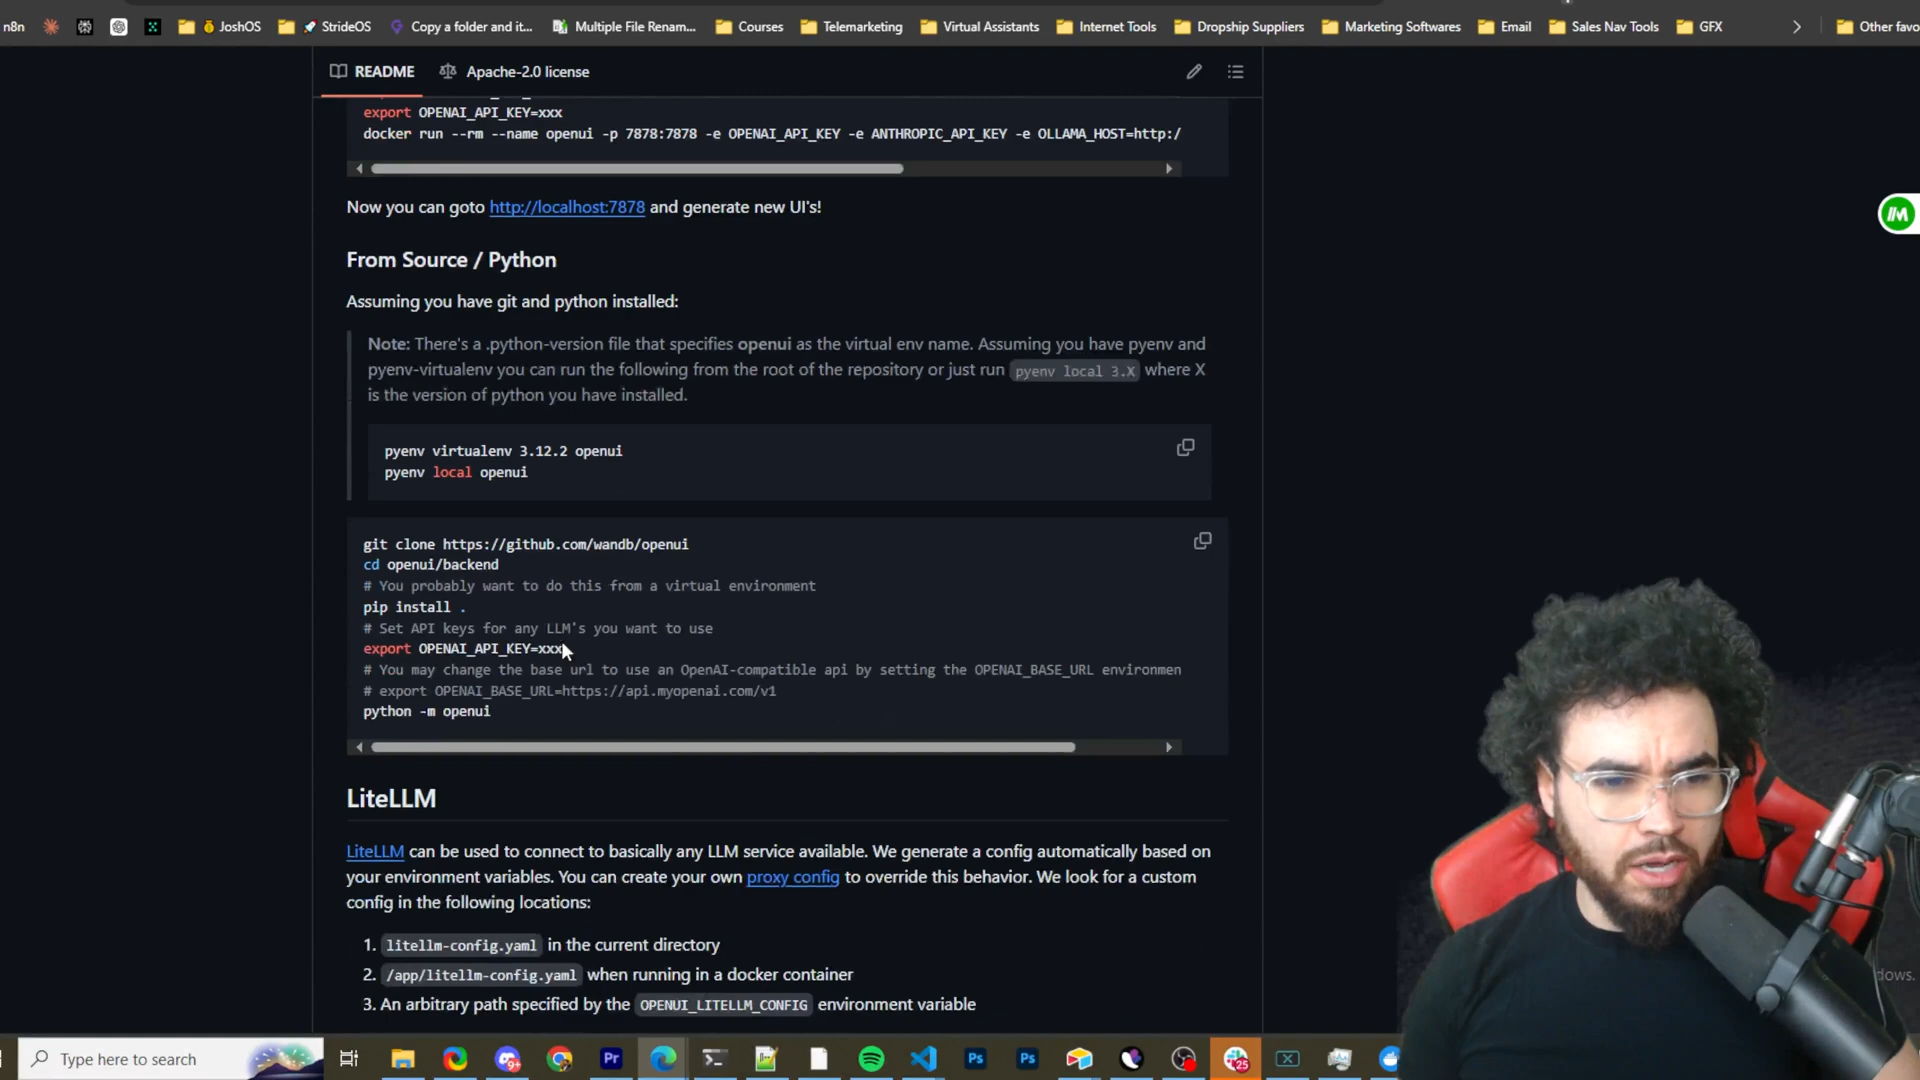 n8n
JoshOS
StrideOS
Copy a folder and it...
Multiple File Renam...
Courses
Telemarketing
Virtual Assistants
Internet Tools
Dropship Suppliers
Marketing Softwares
Email
Sales Nav Tools
GFX
Other favo
README
Apache-2.0 license
export OPENAI_API_KEY=xxx
docker run --rm --name openui -p 7878:7878 -e OPENAI_API_KEY -e ANTHROPIC_API_KEY -e OLLAMA_HOST=http:/
Now you can goto http://localhost:7878 and generate new UI's!
From Source / Python
Assuming you have git and python installed:
Note: There's a .python-version file that specifies openui as the virtual env name. Assuming you have pyenv and
pyenv-virtualenv you can run the following from the root of the repository or just run pyenv local 3.X where X
is the version of python you have installed.
pyenv virtualenv 3.12.2 openui
pyenv local openui
git clone https://github.com/wandb/openui
cd openui/backend
# You probably want to do this from a virtual environment
pip install .
# Set API keys for any LLM's you want to use
export OPENAI_API_KEY=xxx
# You may change the base url to use an OpenAI-compatible api by setting the OPENAI_BASE_URL environmen
# export OPENAI_BASE_URL=https://api.myopenai.com/v1
python -m openui
LiteLLM
LiteLLM can be used to connect to basically any LLM service available. We generate a config automatically based on
your environment variables. You can create your own proxy config to override this behavior. We look for a custom
config in the following locations:
1. litellm-config.yaml in the current directory
2. /app/litellm-config.yaml when running in a docker container
3. An arbitrary path specified by the OPENUI_LITELLM_CONFIG environment variable
dows.
Type here to search
Pr
Ps
Ps
25